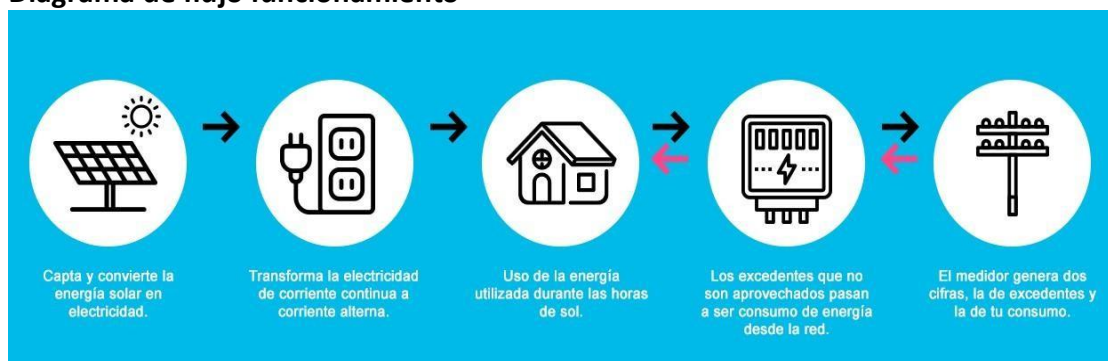 Diagrama de flujo funcionamiento
Capta y convierte la
energía solar en
electricidad.
Transforma la electricidad
de corriente continua a
corriente alterna.
Uso de la energía
utilizada durante las horas
de sol.
Los excedentes que no
son aprovechados pasan
a ser consumo de energía
desde la red.
El medidor genera dos
cifras, la de excedentes y
la de tu consumo.